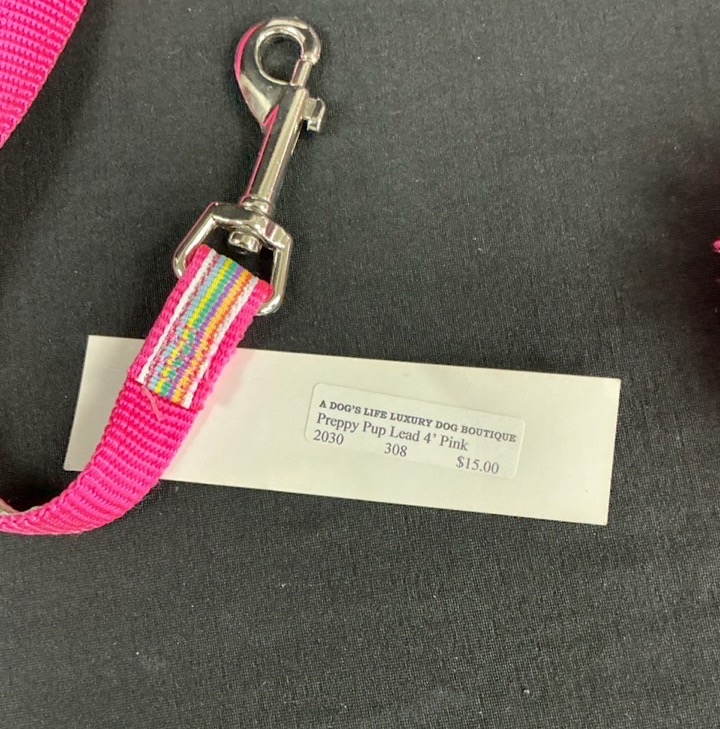 A DOG'S LIFE LUXURY DOG BOUTIQUE
Preppy Pup Lead 4' Pink
2030 308 $15.00